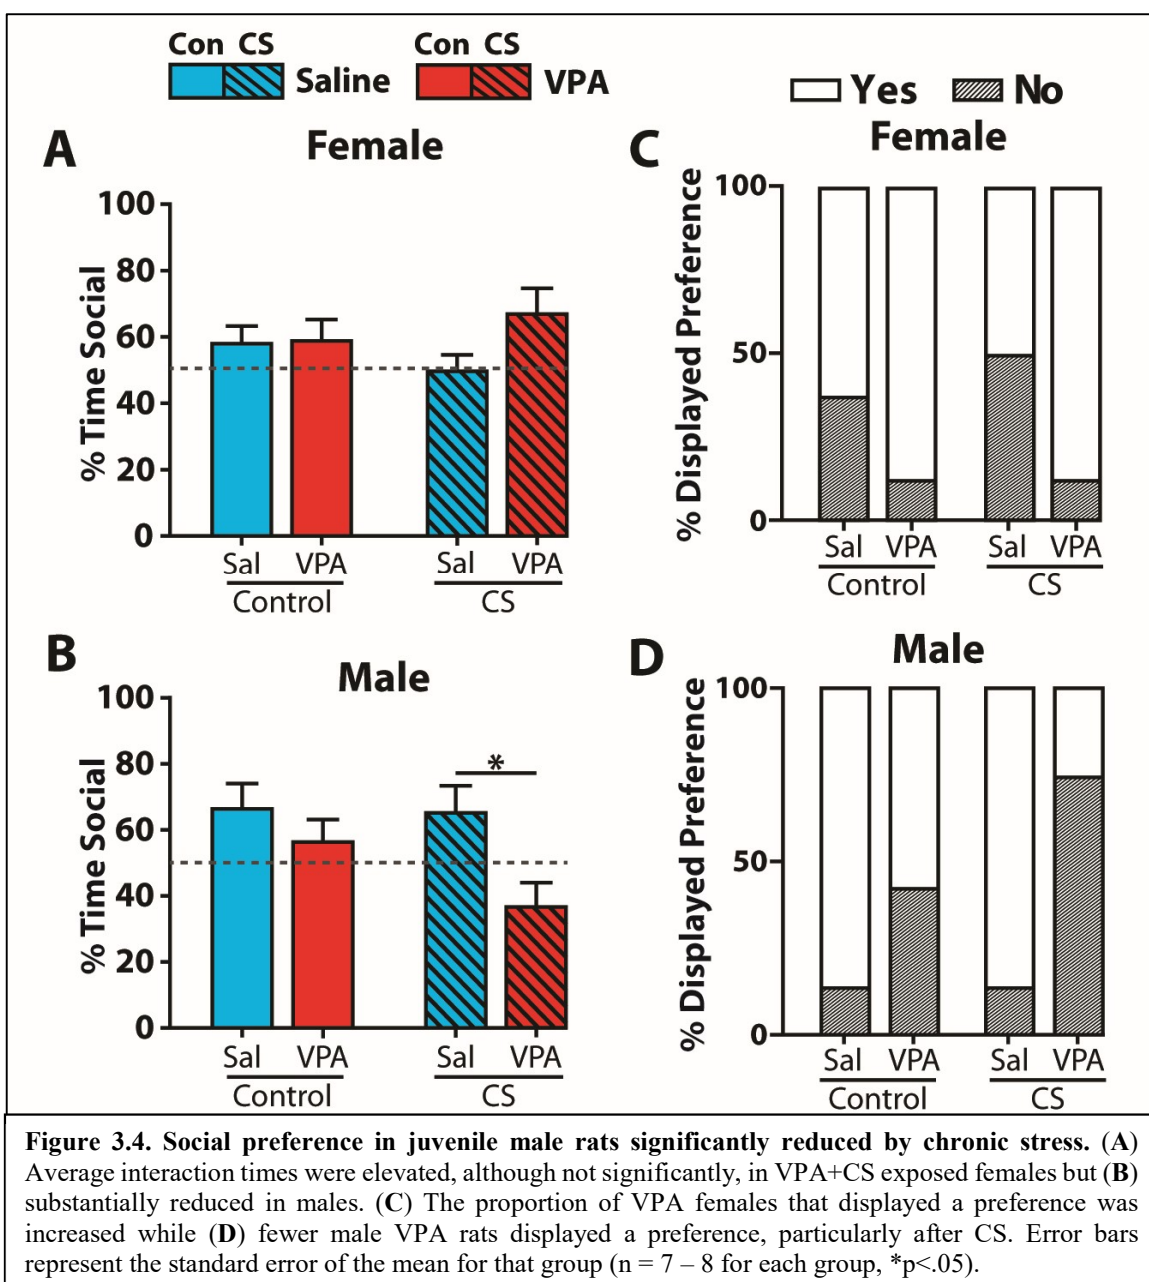 Con CS
Saline
Con CS
VPA
Yes
No
A
Female
% Time Social
100
80
60
40
20
0
Sal
VPA
Sal
VPA
Control
CS
C
Female
% Displayed Preference
100
50
0
Sal
VPA
Sal
VPA
Control
CS
B
Male
% Time Social
100
80
60
40
20
0
*
Sal
VPA
Sal
VPA
Control
CS
D
Male
% Displayed Preference
100
50
0
Sal
VPA
Sal
VPA
Control
CS
Figure 3.4. Social preference in juvenile male rats significantly reduced by chronic stress. (A)
Average interaction times were elevated, although not significantly, in VPA+CS exposed females but (B)
substantially reduced in males. (C) The proportion of VPA females that displayed a preference was
increased while (D) fewer male VPA rats displayed a preference, particularly after CS. Error bars
represent the standard error of the mean for that group (n = 7 – 8 for each group, *p<.05).